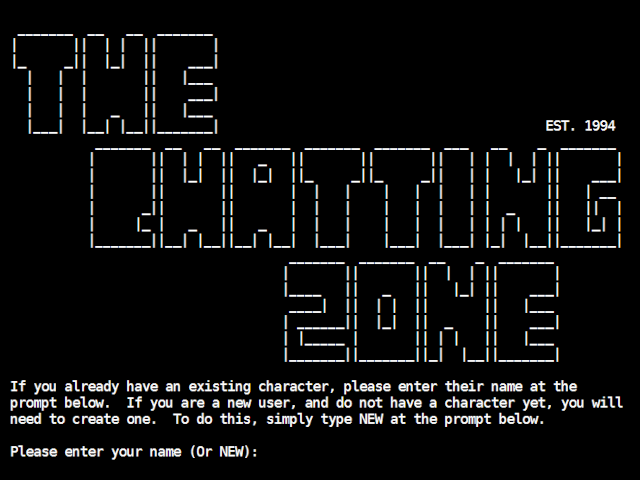 THE
EST. 1994
CHATTING
ZONE
If you already have an existing character, please enter their name at the
prompt below.  If you are a new user, and do not have a character yet, you will
need to create one.  To do this, simply type NEW at the prompt below.
Please enter your name (Or NEW):